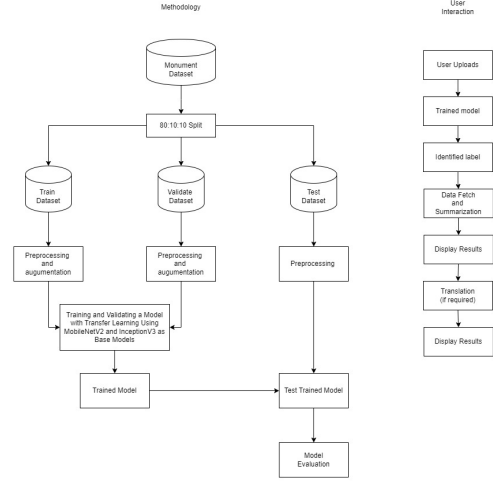 Methodology
Monument
Dataset
80:10:10 Split
Train
Dataset
Validate
Dataset
Test
Dataset
Preprocessing
and
augumentation
Preprocessing
and
augumentation
Preprocessing
Training and Validating a Model
with Transfer Learning Using
MobileNetV2 and InceptionV3 as
Base Models
Trained Model
Test Trained Model
Model
Evaluation
User
Interaction
User Uploads
Trained model
Identified label
Data Fetch
and
Summarization
Display Results
Translation
(if required)
Display Results